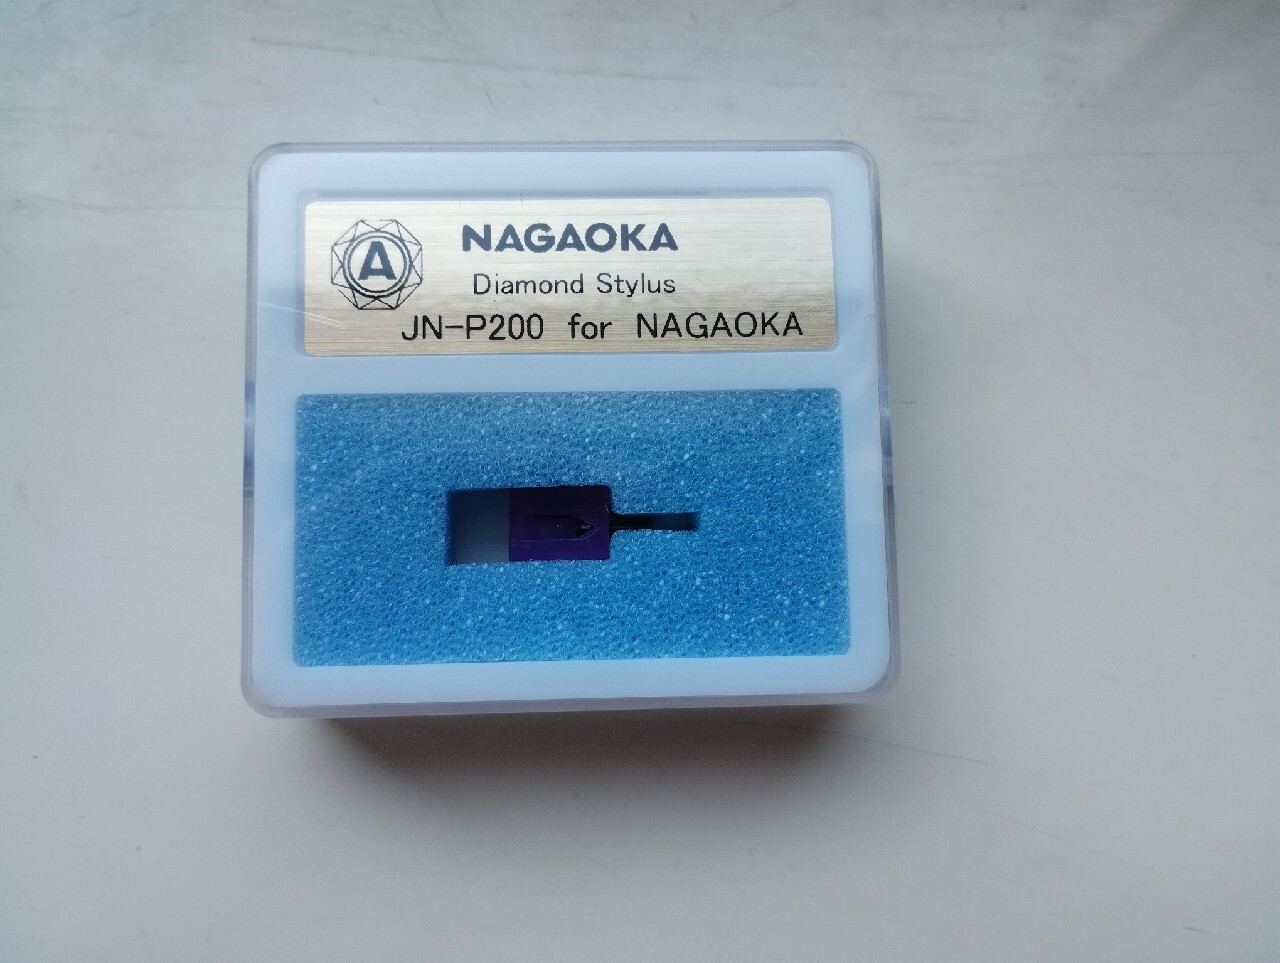 A
NAGAOKA
Diamond Stylus
JN-P200 for NAGAOKA